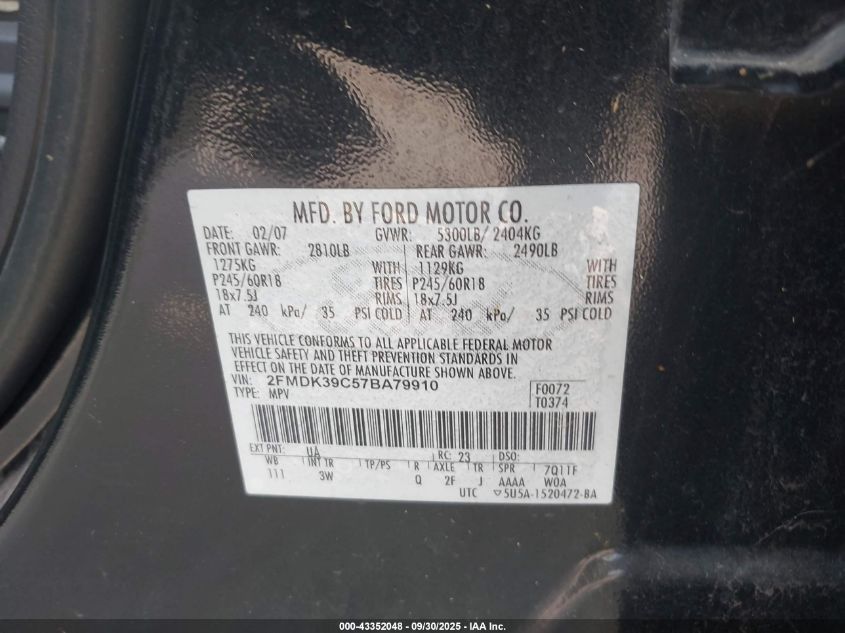 MFD. BY FORD MOTOR CO.
DATE: 02/07 GVWR: 5300LB/ 2404KG
FRONT GAWR: 2810LB REAR GAWR: 2490LB
1275KG WITH 1129KG WITH
P245/60R18 TIRES P245/60R18 TIRES
18x7.5J RIMS 18x7.5J RIMS
AT 240 kPa/ 35 PSI COLD AT 240 kPa/ 35 PSI COLD
THIS VEHICLE CONFORMS TO ALL APPLICABLE FEDERAL MOTOR
VEHICLE SAFETY AND THEFT PREVENTION STANDARDS IN
EFFECT ON THE DATE OF MANUFACTURE SHOWN ABOVE.
VIN: 2FMDK39C57BA79910 F0072
TYPE: MPV T0374
EXT PNT: UA RC: 23 DSO:
WB INT TR TP/PS R AXLE TR SPR 7Q11F
111 3W Q 2F J AAAA WOA
UTC ▽5U5A-1520472-BA
000-43352048 - 09/30/2025 - IAA Inc.